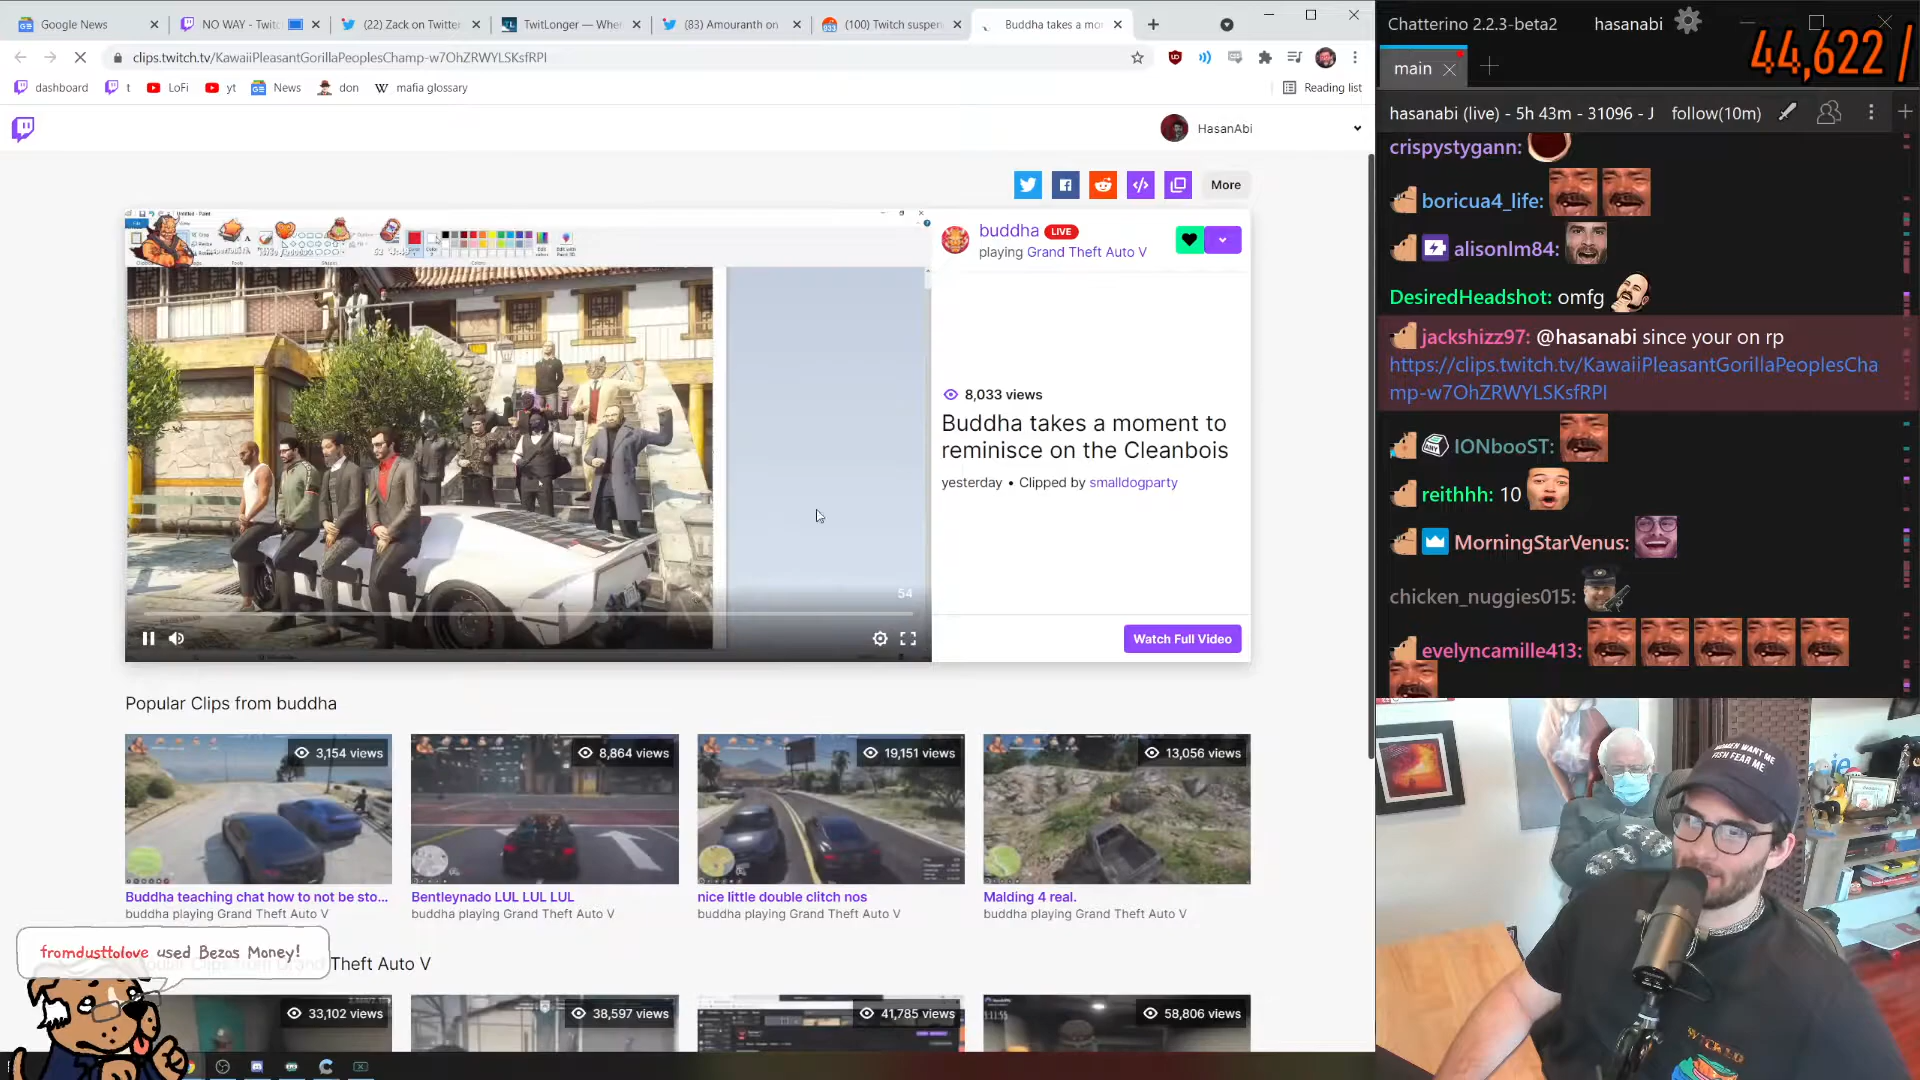 Google News
NO WAY - Twitc
(22) Zack on Twitter
TwitLonger — Whe
(83) Amouranth on
(100) Twitch suspen
Buddha takes a mo
clips.twitch.tv/KawaiiPleasantGorillaPeoplesChamp-w7OhZRWYLSKsfRPI
dashboard
t
LoFi
yt
News
don
mafia glossary
Reading list
HasanAbi
More
buddha LIVE
playing Grand Theft Auto V
8,033 views
Buddha takes a moment to
reminisce on the Cleanbois
yesterday • Clipped by smalldogparty
54
Watch Full Video
Popular Clips from buddha
3,154 views
8,864 views
19,151 views
13,056 views
Buddha teaching chat how to not be sto...
Bentleynado LUL LUL LUL
nice little double clitch nos
Malding 4 real.
buddha playing Grand Theft Auto V
buddha playing Grand Theft Auto V
buddha playing Grand Theft Auto V
buddha playing Grand Theft Auto V
fromdusttolove used Bezos Money!
Theft Auto V
33,102 views
38,597 views
41,785 views
58,806 views
Chatterino 2.2.3-beta2
hasanabi
44,622 /
main
hasanabi (live) - 5h 43m - 31096 - J
follow(10m)
crispystygann:
boricua4_life:
alisonlm84:
DesiredHeadshot: omfg
jackshizz97: @hasanabi since your on rp
https://clips.twitch.tv/KawaiiPleasantGorillaPeoplesCha
mp-w7OhZRWYLSKsfRPI
IONbooST:
reithhh: 10
MorningStarVenus:
chicken_nuggies015:
evelyncamille413:
WOMEN WANT ME
FISH FEAR ME